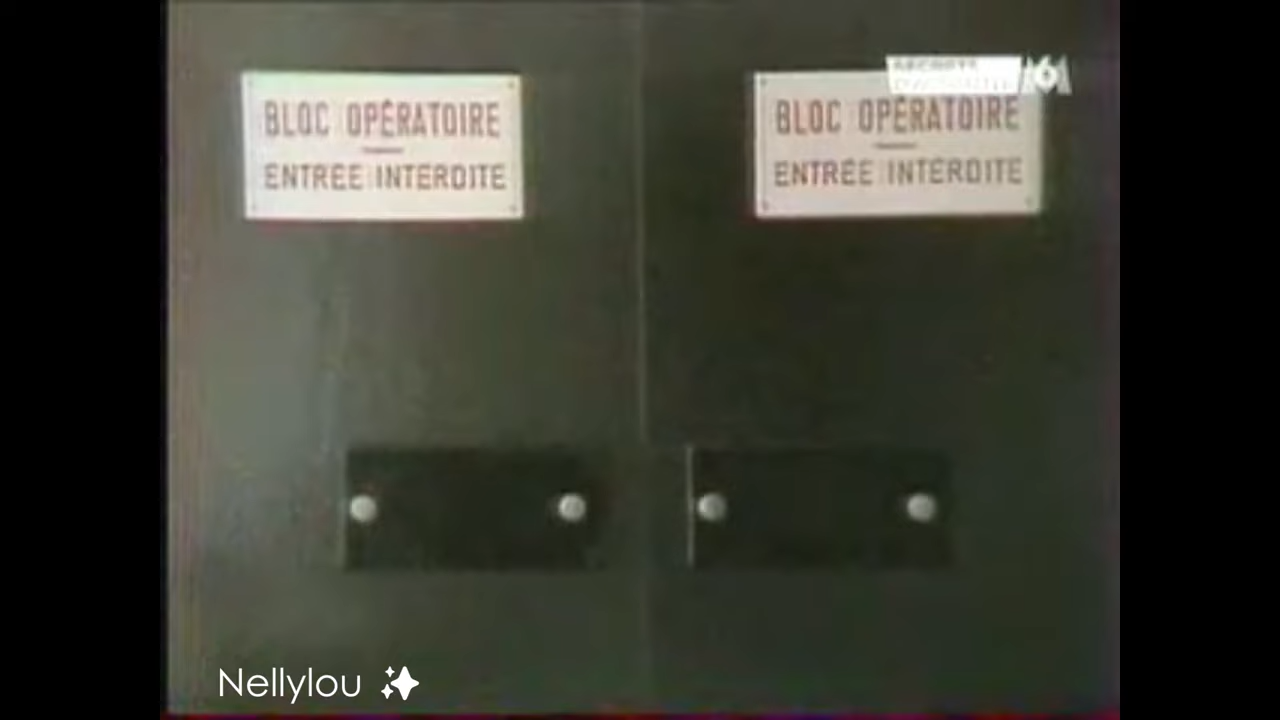 BLOC OPÉRATOIRE
ENTRÉE INTERDITE
BLOC OPÉRATOIRE
ENTRÉE INTERDITE
M6
Nellylou